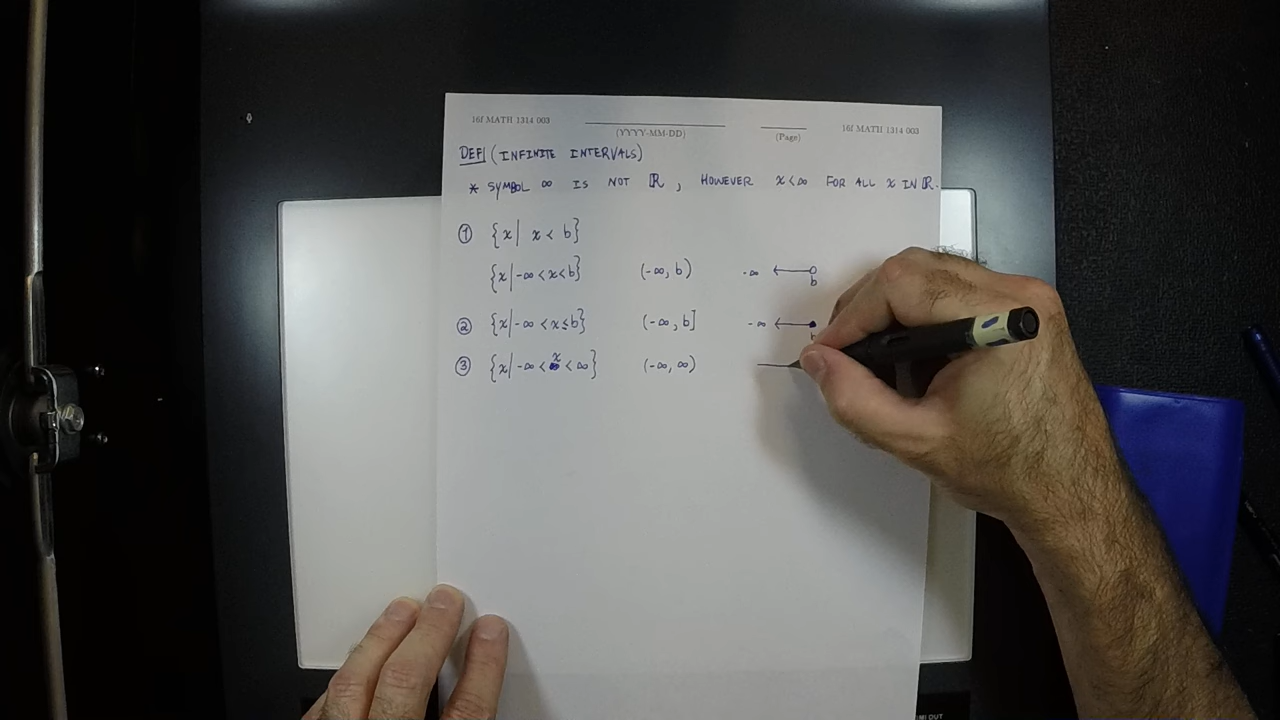 16f MATH 1314 003 (YYYY-MM-DD) (Page) 16f MATH 1314 003
DEF (INFINITE INTERVALS)
* SYMBOL ∞ IS NOT ℝ, HOWEVER x<∞ FOR ALL x IN ℝ.
① {x| x < b}
{x|-∞ < x < b} (-∞, b) -∞ b
② {x|-∞ < x ≤ b} (-∞, b] -∞ b
③ {x|-∞ < x < ∞} (-∞, ∞)